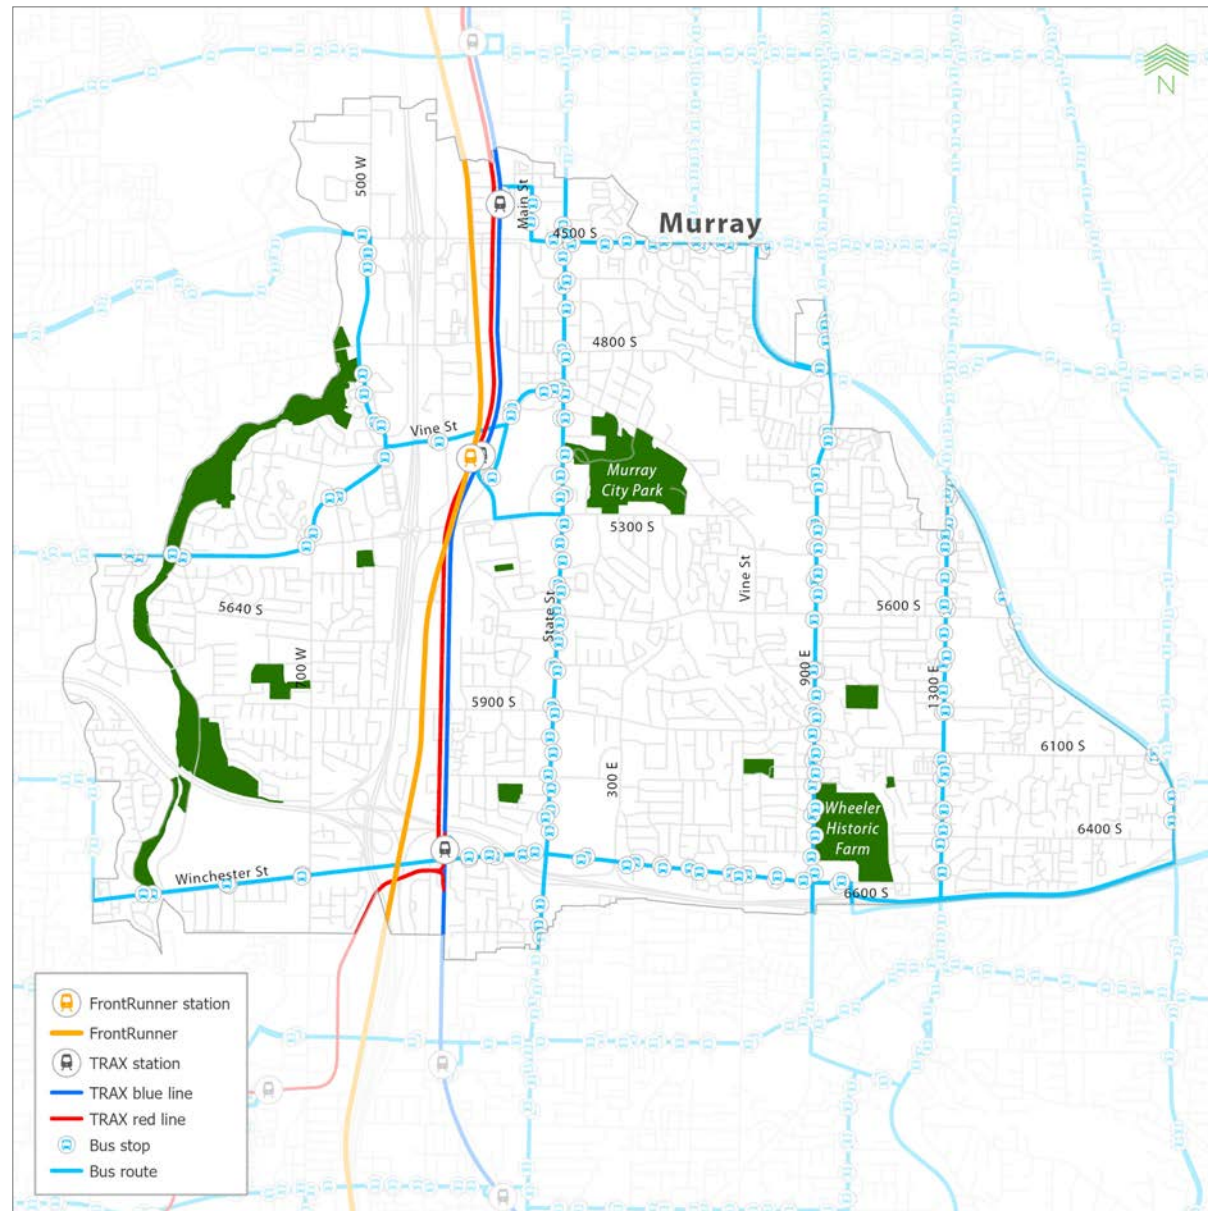 N
500 W
Main St
Murray
4500 S
4800 S
Vine St
Murray
City Park
5300 S
Vine St
5640 S
5600 S
State St
700 W
900 E
1300 E
5900 S
6100 S
300 E
Wheeler
Historic
Farm
6400 S
Winchester St
6600 S
FrontRunner station
FrontRunner
TRAX station
TRAX blue line
TRAX red line
Bus stop
Bus route